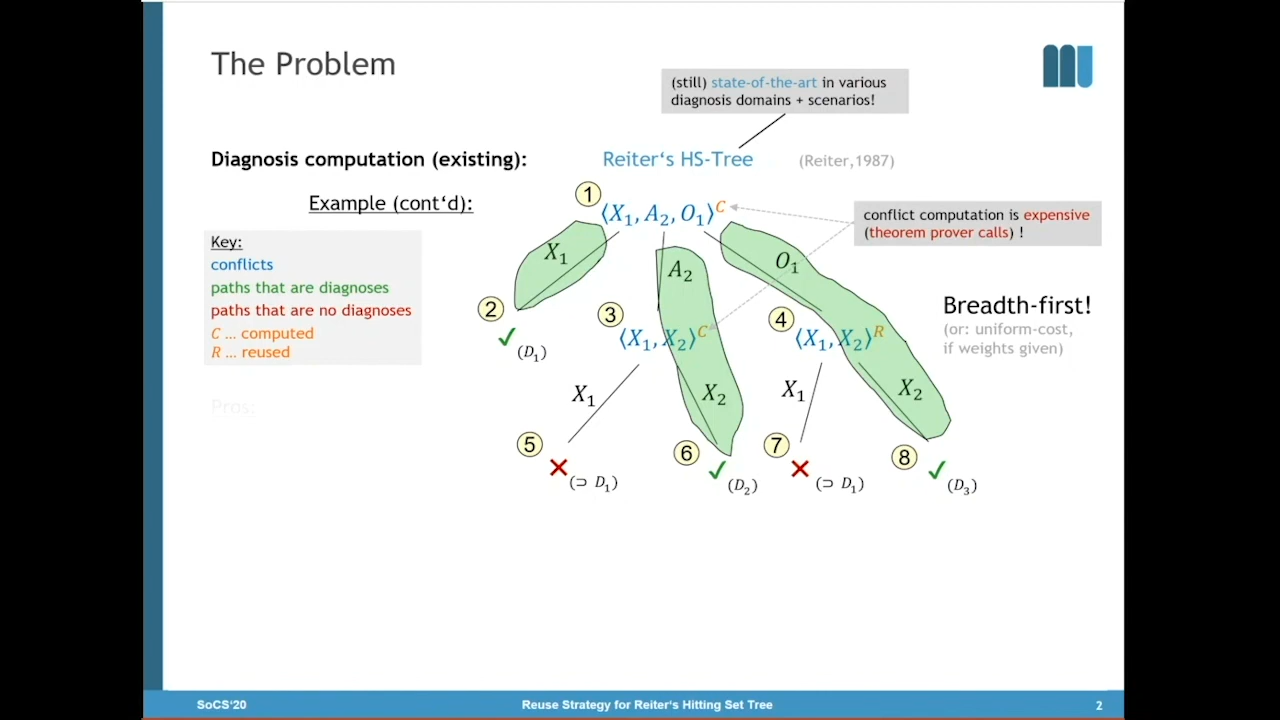 The Problem
(still) state-of-the-art in various
diagnosis domains + scenarios!
Diagnosis computation (existing):
Reiter‘s HS-Tree
(Reiter,1987)
Example (cont‘d):
1
⟨X₁, A₂, O₁⟩ᶜ
conflict computation is expensive
(theorem prover calls) !
Key:
conflicts
paths that are diagnoses
paths that are no diagnoses
C … computed
R … reused
X₁
A₂
O₁
Breadth-first!
(or: uniform-cost,
if weights given)
2
✓(D₁)
3
⟨X₁, X₂⟩ᶜ
4
⟨X₁, X₂⟩ᴿ
Pros:
X₁
X₂
X₁
X₂
5
✕(⊃ D₁)
6
✓(D₂)
7
✕(⊃ D₁)
8
✓(D₃)
SoCS‘20
Reuse Strategy for Reiter‘s Hitting Set Tree
2